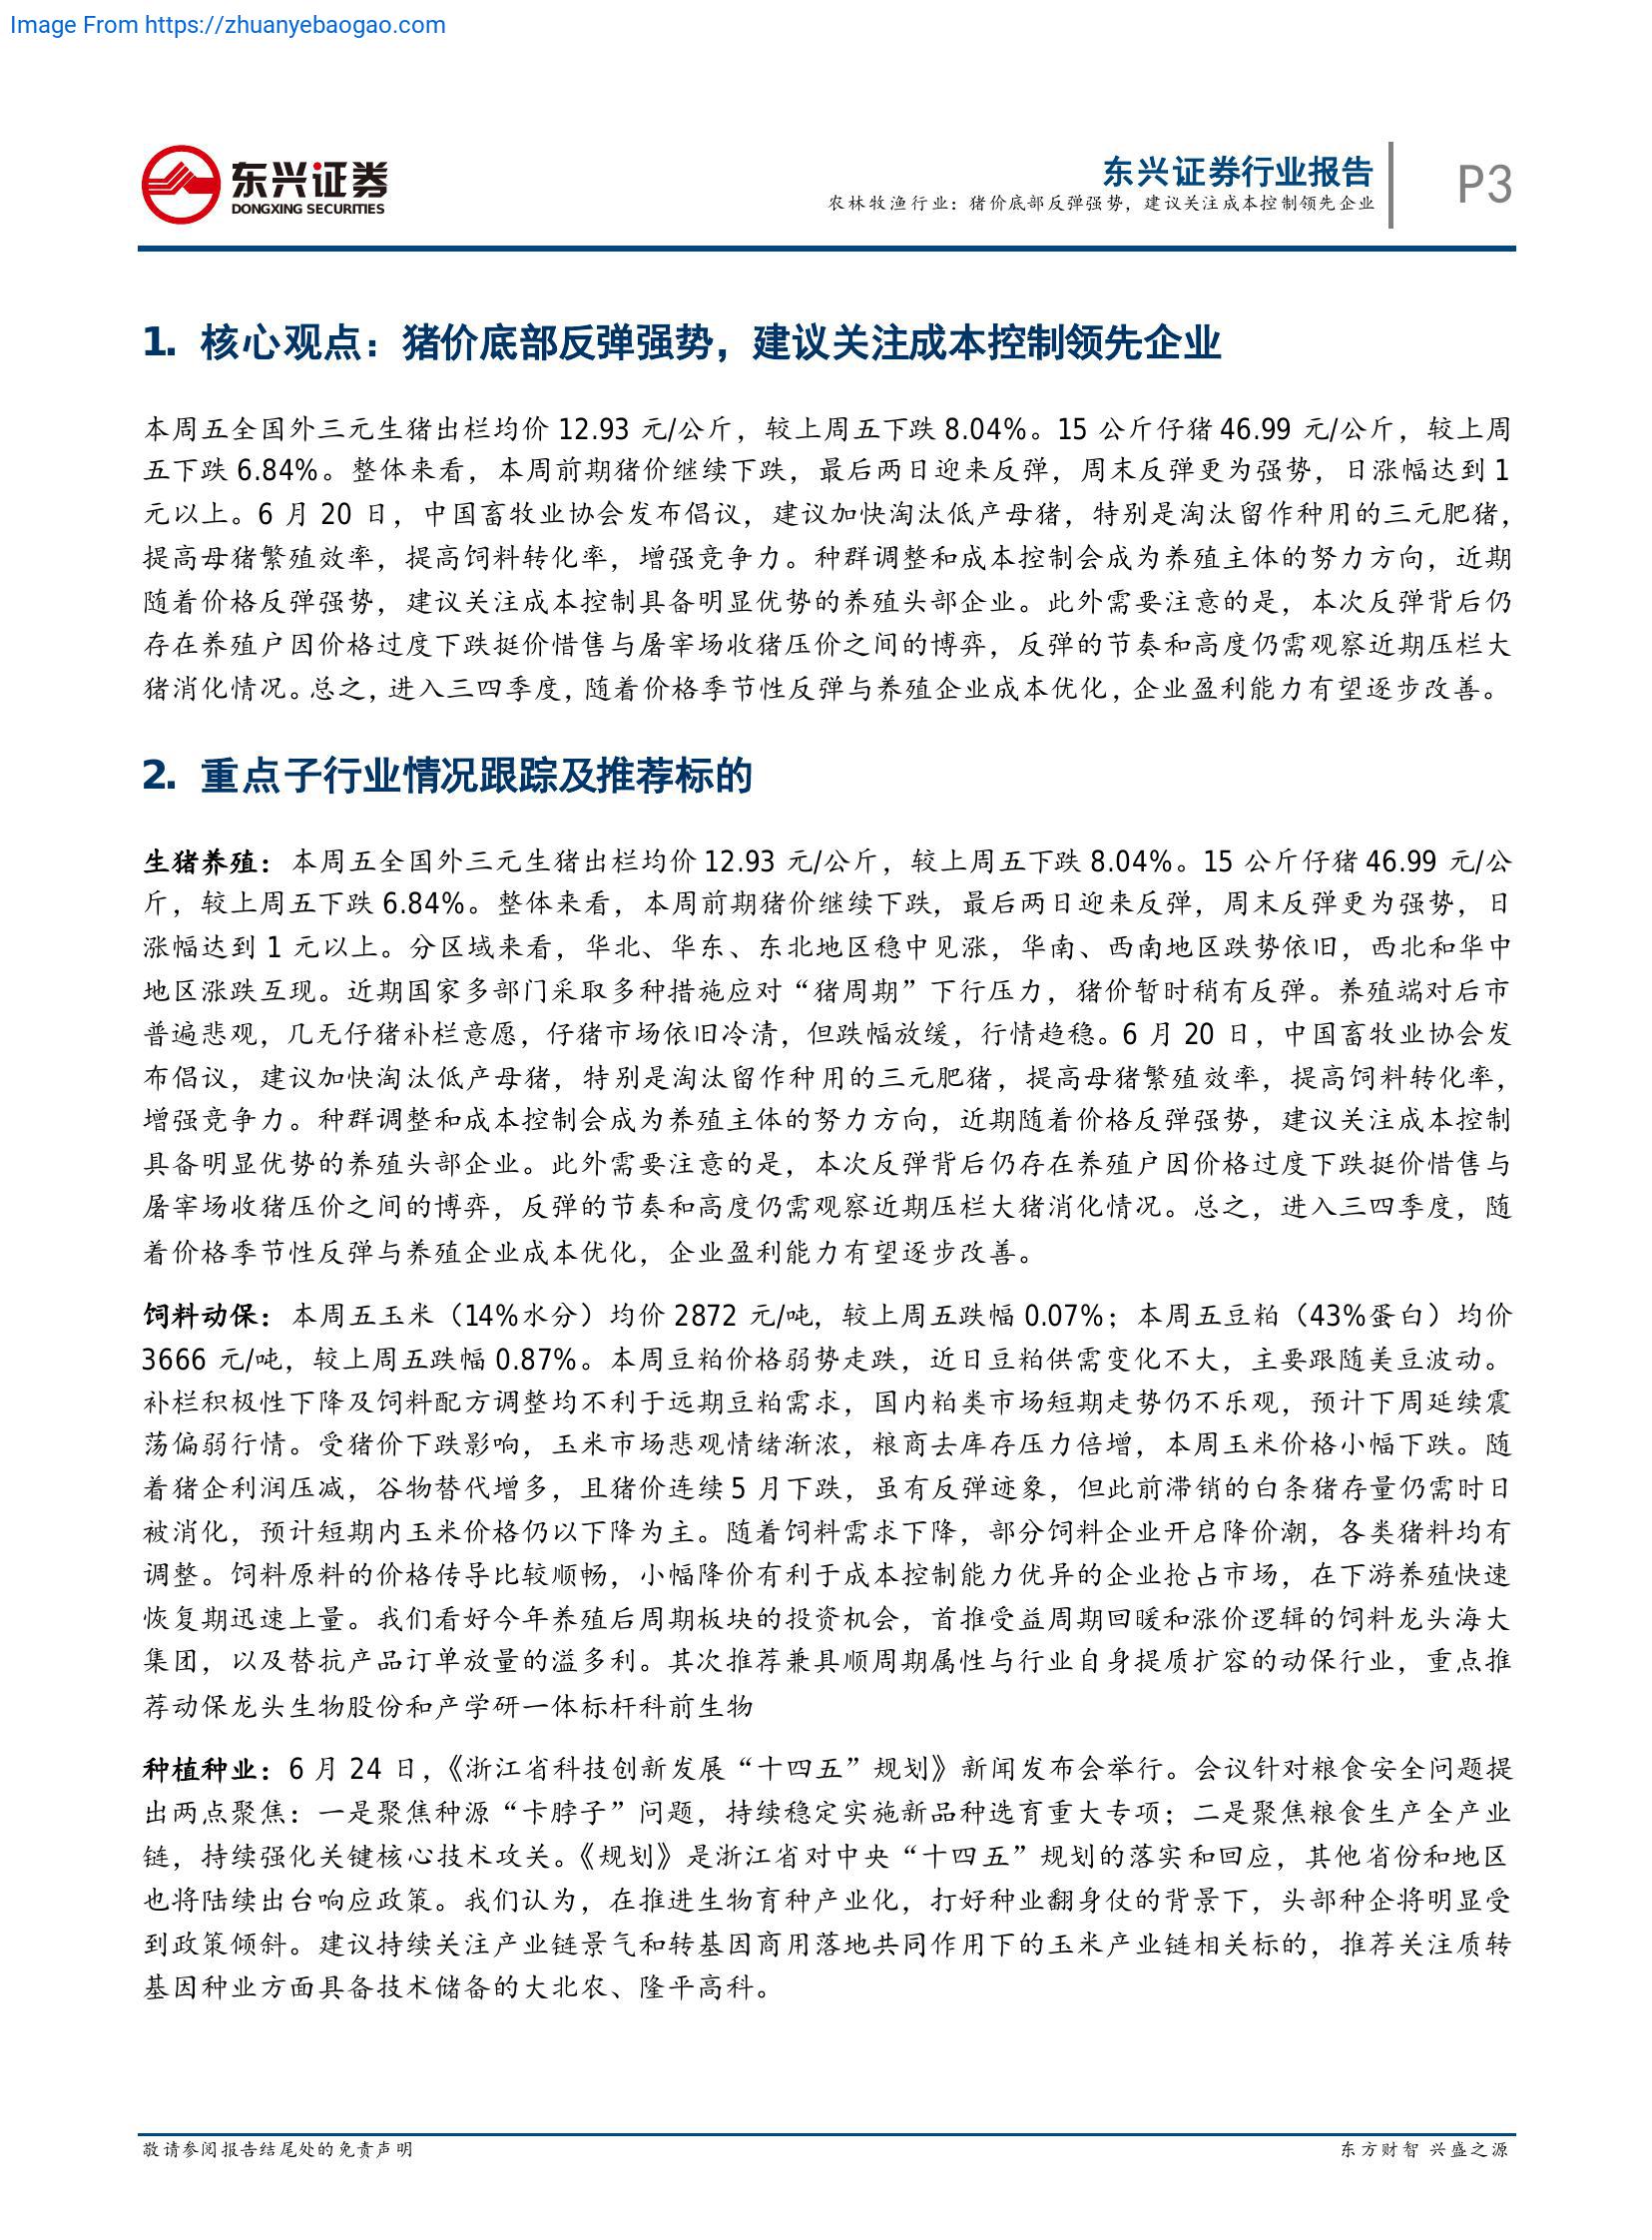 Image From https://zhuanyebaogao.com
东兴证券
DONGXING SECURITIES
东兴证券行业报告
农林牧渔行业：猪价底部反弹强势，建议关注成本控制领先企业
P3
1. 核心观点：猪价底部反弹强势，建议关注成本控制领先企业
本周五全国外三元生猪出栏均价 12.93 元/公斤，较上周五下跌 8.04%。15 公斤仔猪 46.99 元/公斤，较上周
五下跌 6.84%。整体来看，本周前期猪价继续下跌，最后两日迎来反弹，周末反弹更为强势，日涨幅达到 1
元以上。6 月 20 日，中国畜牧业协会发布倡议，建议加快淘汰低产母猪，特别是淘汰留作种用的三元肥猪，
提高母猪繁殖效率，提高饲料转化率，增强竞争力。种群调整和成本控制会成为养殖主体的努力方向，近期
随着价格反弹强势，建议关注成本控制具备明显优势的养殖头部企业。此外需要注意的是，本次反弹背后仍
存在养殖户因价格过度下跌挺价惜售与屠宰场收猪压价之间的博弈，反弹的节奏和高度仍需观察近期压栏大
猪消化情况。总之，进入三四季度，随着价格季节性反弹与养殖企业成本优化，企业盈利能力有望逐步改善。
2. 重点子行业情况跟踪及推荐标的
生猪养殖：本周五全国外三元生猪出栏均价 12.93 元/公斤，较上周五下跌 8.04%。15 公斤仔猪 46.99 元/公
斤，较上周五下跌 6.84%。整体来看，本周前期猪价继续下跌，最后两日迎来反弹，周末反弹更为强势，日
涨幅达到 1 元以上。分区域来看，华北、华东、东北地区稳中见涨，华南、西南地区跌势依旧，西北和华中
地区涨跌互现。近期国家多部门采取多种措施应对“猪周期”下行压力，猪价暂时稍有反弹。养殖端对后市
普遍悲观，几无仔猪补栏意愿，仔猪市场依旧冷清，但跌幅放缓，行情趋稳。6 月 20 日，中国畜牧业协会发
布倡议，建议加快淘汰低产母猪，特别是淘汰留作种用的三元肥猪，提高母猪繁殖效率，提高饲料转化率，
增强竞争力。种群调整和成本控制会成为养殖主体的努力方向，近期随着价格反弹强势，建议关注成本控制
具备明显优势的养殖头部企业。此外需要注意的是，本次反弹背后仍存在养殖户因价格过度下跌挺价惜售与
屠宰场收猪压价之间的博弈，反弹的节奏和高度仍需观察近期压栏大猪消化情况。总之，进入三四季度，随
着价格季节性反弹与养殖企业成本优化，企业盈利能力有望逐步改善。
饲料动保：本周五玉米（14%水分）均价 2872 元/吨，较上周五跌幅 0.07%；本周五豆粕（43%蛋白）均价
3666 元/吨，较上周五跌幅 0.87%。本周豆粕价格弱势走跌，近日豆粕供需变化不大，主要跟随美豆波动。
补栏积极性下降及饲料配方调整均不利于远期豆粕需求，国内粕类市场短期走势仍不乐观，预计下周延续震
荡偏弱行情。受猪价下跌影响，玉米市场悲观情绪渐浓，粮商去库存压力倍增，本周玉米价格小幅下跌。随
着猪企利润压减，谷物替代增多，且猪价连续 5 月下跌，虽有反弹迹象，但此前滞销的白条猪存量仍需时日
被消化，预计短期内玉米价格仍以下降为主。随着饲料需求下降，部分饲料企业开启降价潮，各类猪料均有
调整。饲料原料的价格传导比较顺畅，小幅降价有利于成本控制能力优异的企业抢占市场，在下游养殖快速
恢复期迅速上量。我们看好今年养殖后周期板块的投资机会，首推受益周期回暖和涨价逻辑的饲料龙头海大
集团，以及替抗产品订单放量的溢多利。其次推荐兼具顺周期属性与行业自身提质扩容的动保行业，重点推
荐动保龙头生物股份和产学研一体标杆科前生物
种植种业：6 月 24 日，《浙江省科技创新发展“十四五”规划》新闻发布会举行。会议针对粮食安全问题提
出两点聚焦：一是聚焦种源“卡脖子”问题，持续稳定实施新品种选育重大专项；二是聚焦粮食生产全产业
链，持续强化关键核心技术攻关。《规划》是浙江省对中央“十四五”规划的落实和回应，其他省份和地区
也将陆续出台响应政策。我们认为，在推进生物育种产业化，打好种业翻身仗的背景下，头部种企将明显受
到政策倾斜。建议持续关注产业链景气和转基因商用落地共同作用下的玉米产业链相关标的，推荐关注质转
基因种业方面具备技术储备的大北农、隆平高科。
敬请参阅报告结尾处的免责声明
东方财智 兴盛之源